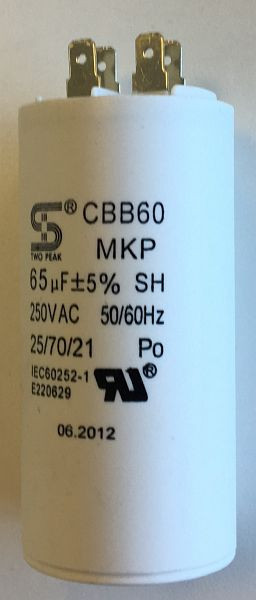 ® CBB60
TWO PEAK MKP
65µF±5% SH
250VAC 50/60Hz
25/70/21 Po
IEC60252-1
E220629 RU®
06.2012